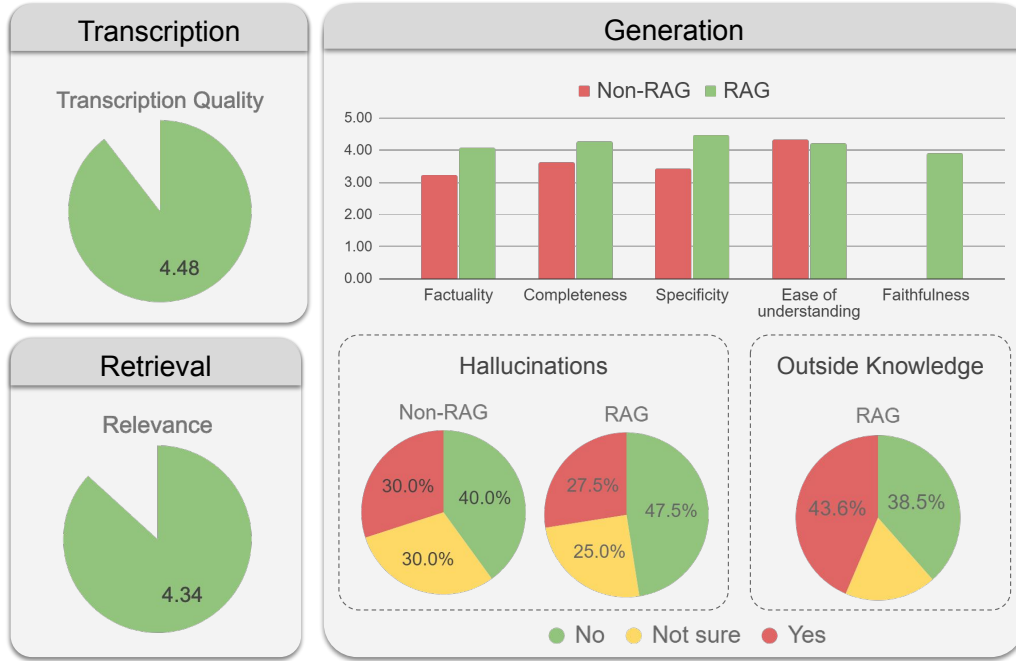 Transcription
Transcription Quality
4.48
Retrieval
Relevance
4.34
Generation
Non-RAG RAG
5.00
4.00
3.00
2.00
1.00
0.00
Factuality Completeness Specificity Ease of understanding Faithfulness
Hallucinations
Non-RAG
30.0% 40.0%
30.0%
RAG
27.5% 47.5%
25.0%
Outside Knowledge
RAG
43.6% 38.5%
No Not sure Yes